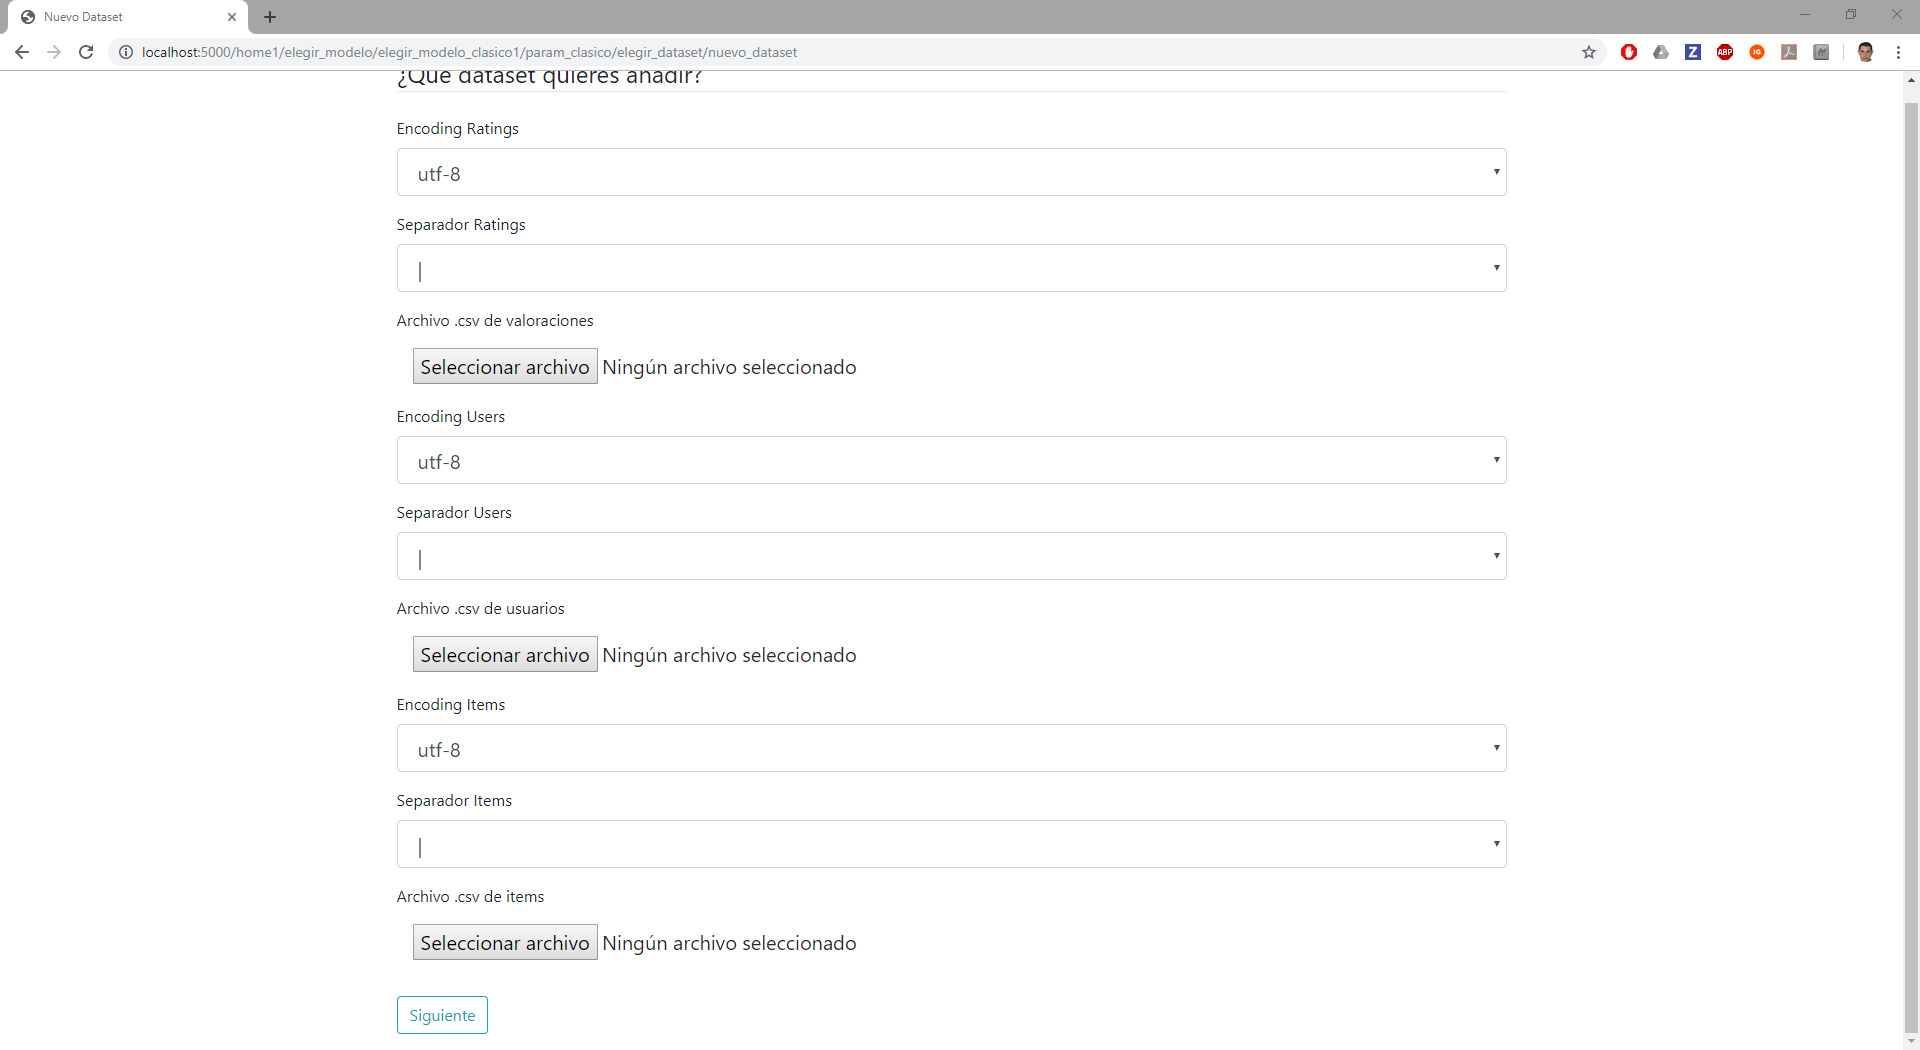 Nuevo Dataset
localhost:5000/home1/elegir_modelo/elegir_modelo_clasico1/param_clasico/elegir_dataset/nuevo_dataset
Z
ABP
IG
¿Qué dataset quieres añadir?
Encoding Ratings
utf-8
Separador Ratings
|
Archivo .csv de valoraciones
Seleccionar archivo Ningún archivo seleccionado
Encoding Users
utf-8
Separador Users
|
Archivo .csv de usuarios
Seleccionar archivo Ningún archivo seleccionado
Encoding Items
utf-8
Separador Items
|
Archivo .csv de items
Seleccionar archivo Ningún archivo seleccionado
Siguiente